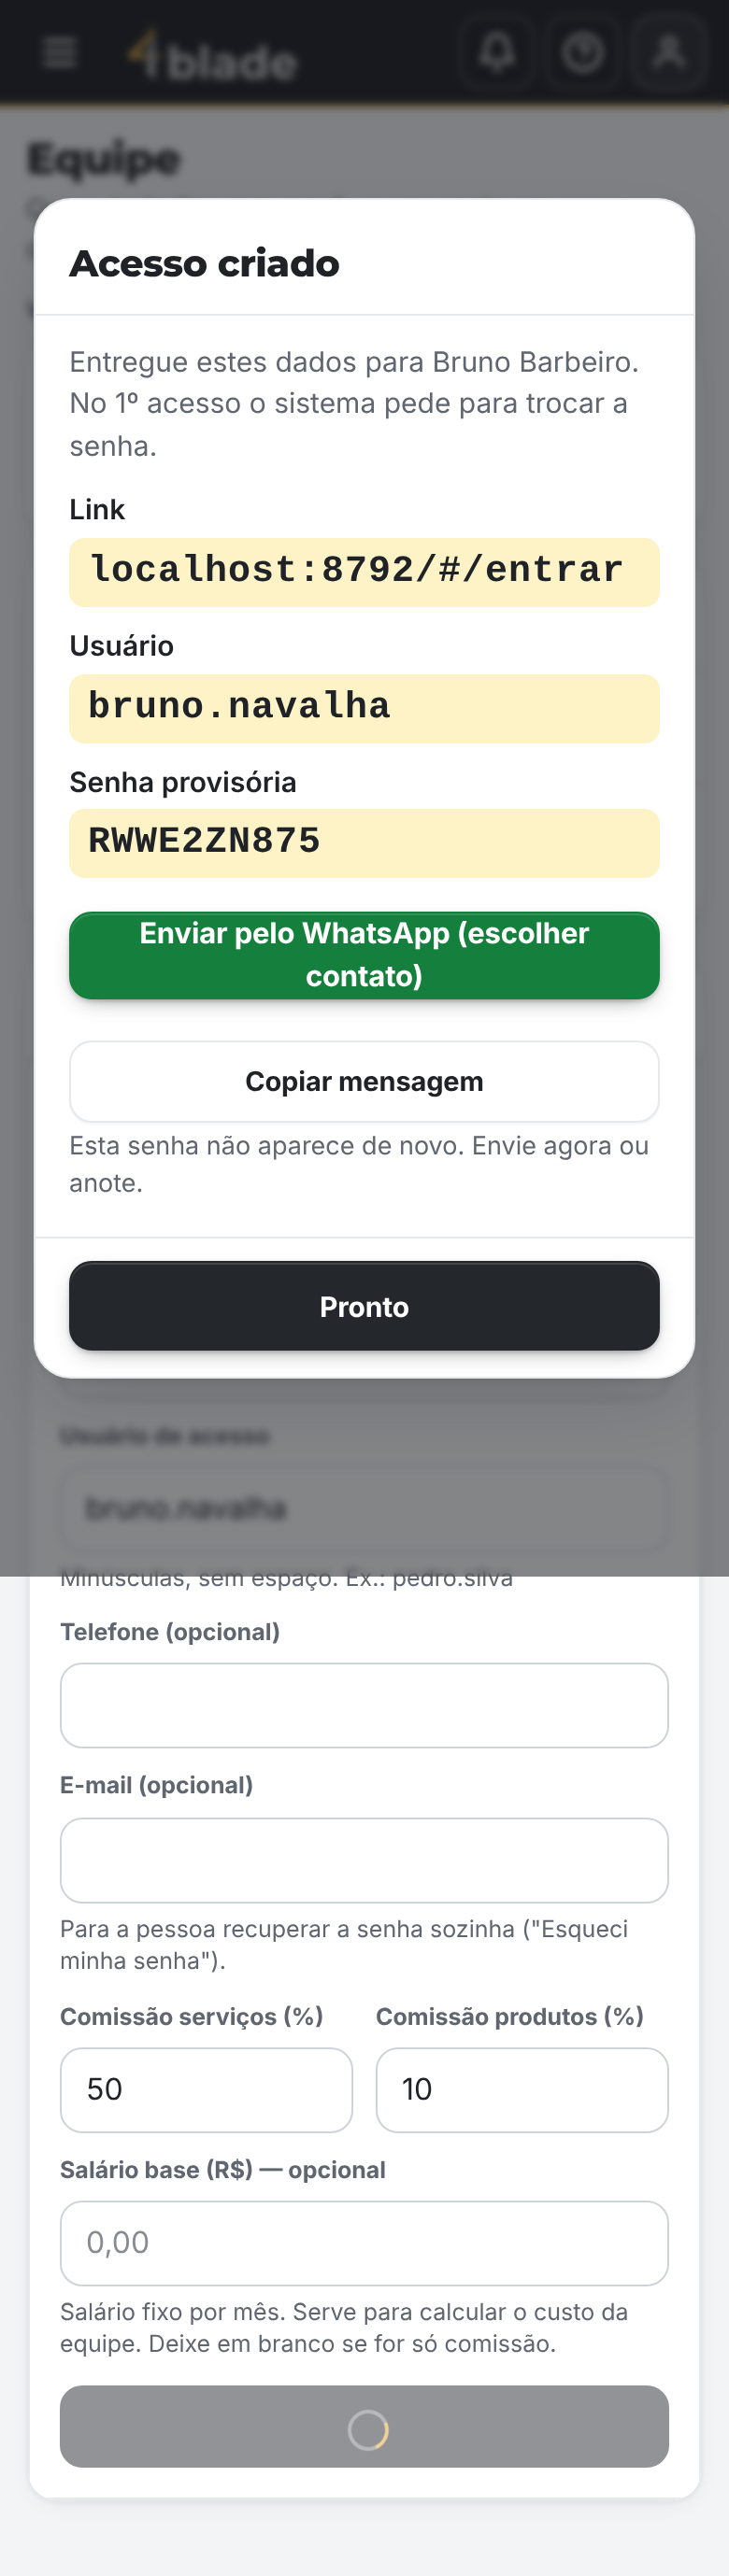 4blade
Equipe
Acesso criado
Entregue estes dados para Bruno Barbeiro.
No 1º acesso o sistema pede para trocar a
senha.
Link
localhost:8792/#/entrar
Usuário
bruno.navalha
Senha provisória
RWWE2ZN875
Enviar pelo WhatsApp (escolher
contato)
Copiar mensagem
Esta senha não aparece de novo. Envie agora ou
anote.
Pronto
Usuário de acesso
bruno.navalha
Minúsculas, sem espaço. Ex.: pedro.silva
Telefone (opcional)
E-mail (opcional)
Para a pessoa recuperar a senha sozinha ("Esqueci
minha senha").
Comissão serviços (%) Comissão produtos (%)
50 10
Salário base (R$) — opcional
0,00
Salário fixo por mês. Serve para calcular o custo da
equipe. Deixe em branco se for só comissão.